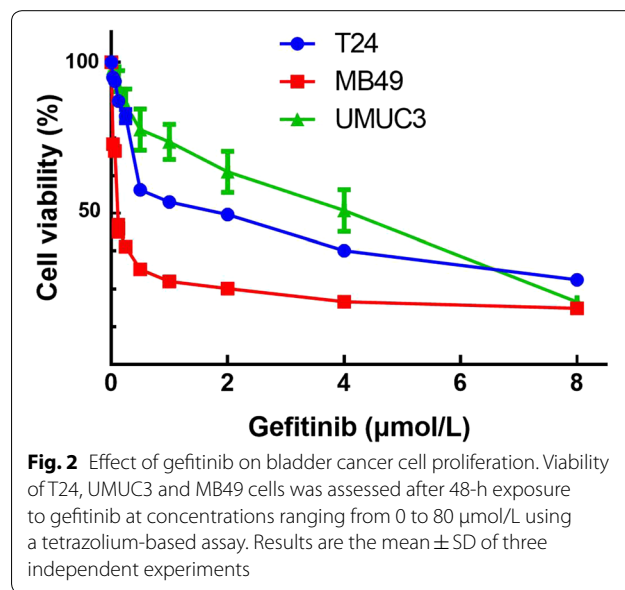 T24
MB49
UMUC3
100
50
Cell viability (%)
0 2 4 6 8
Gefitinib (μmol/L)
Fig. 2 Effect of gefitinib on bladder cancer cell proliferation. Viability
of T24, UMUC3 and MB49 cells was assessed after 48-h exposure
to gefitinib at concentrations ranging from 0 to 80 μmol/L using
a tetrazolium-based assay. Results are the mean ± SD of three
independent experiments